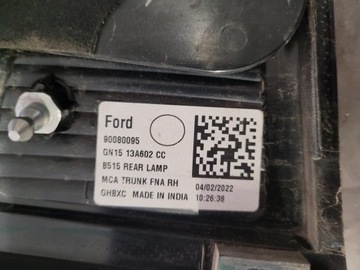 Ford
90080095
GN15 13A602 CC
B515 REAR LAMP
MCA TRUNK FNA RH
04/02/2022
GHBXC MADE IN INDIA
10:26:38